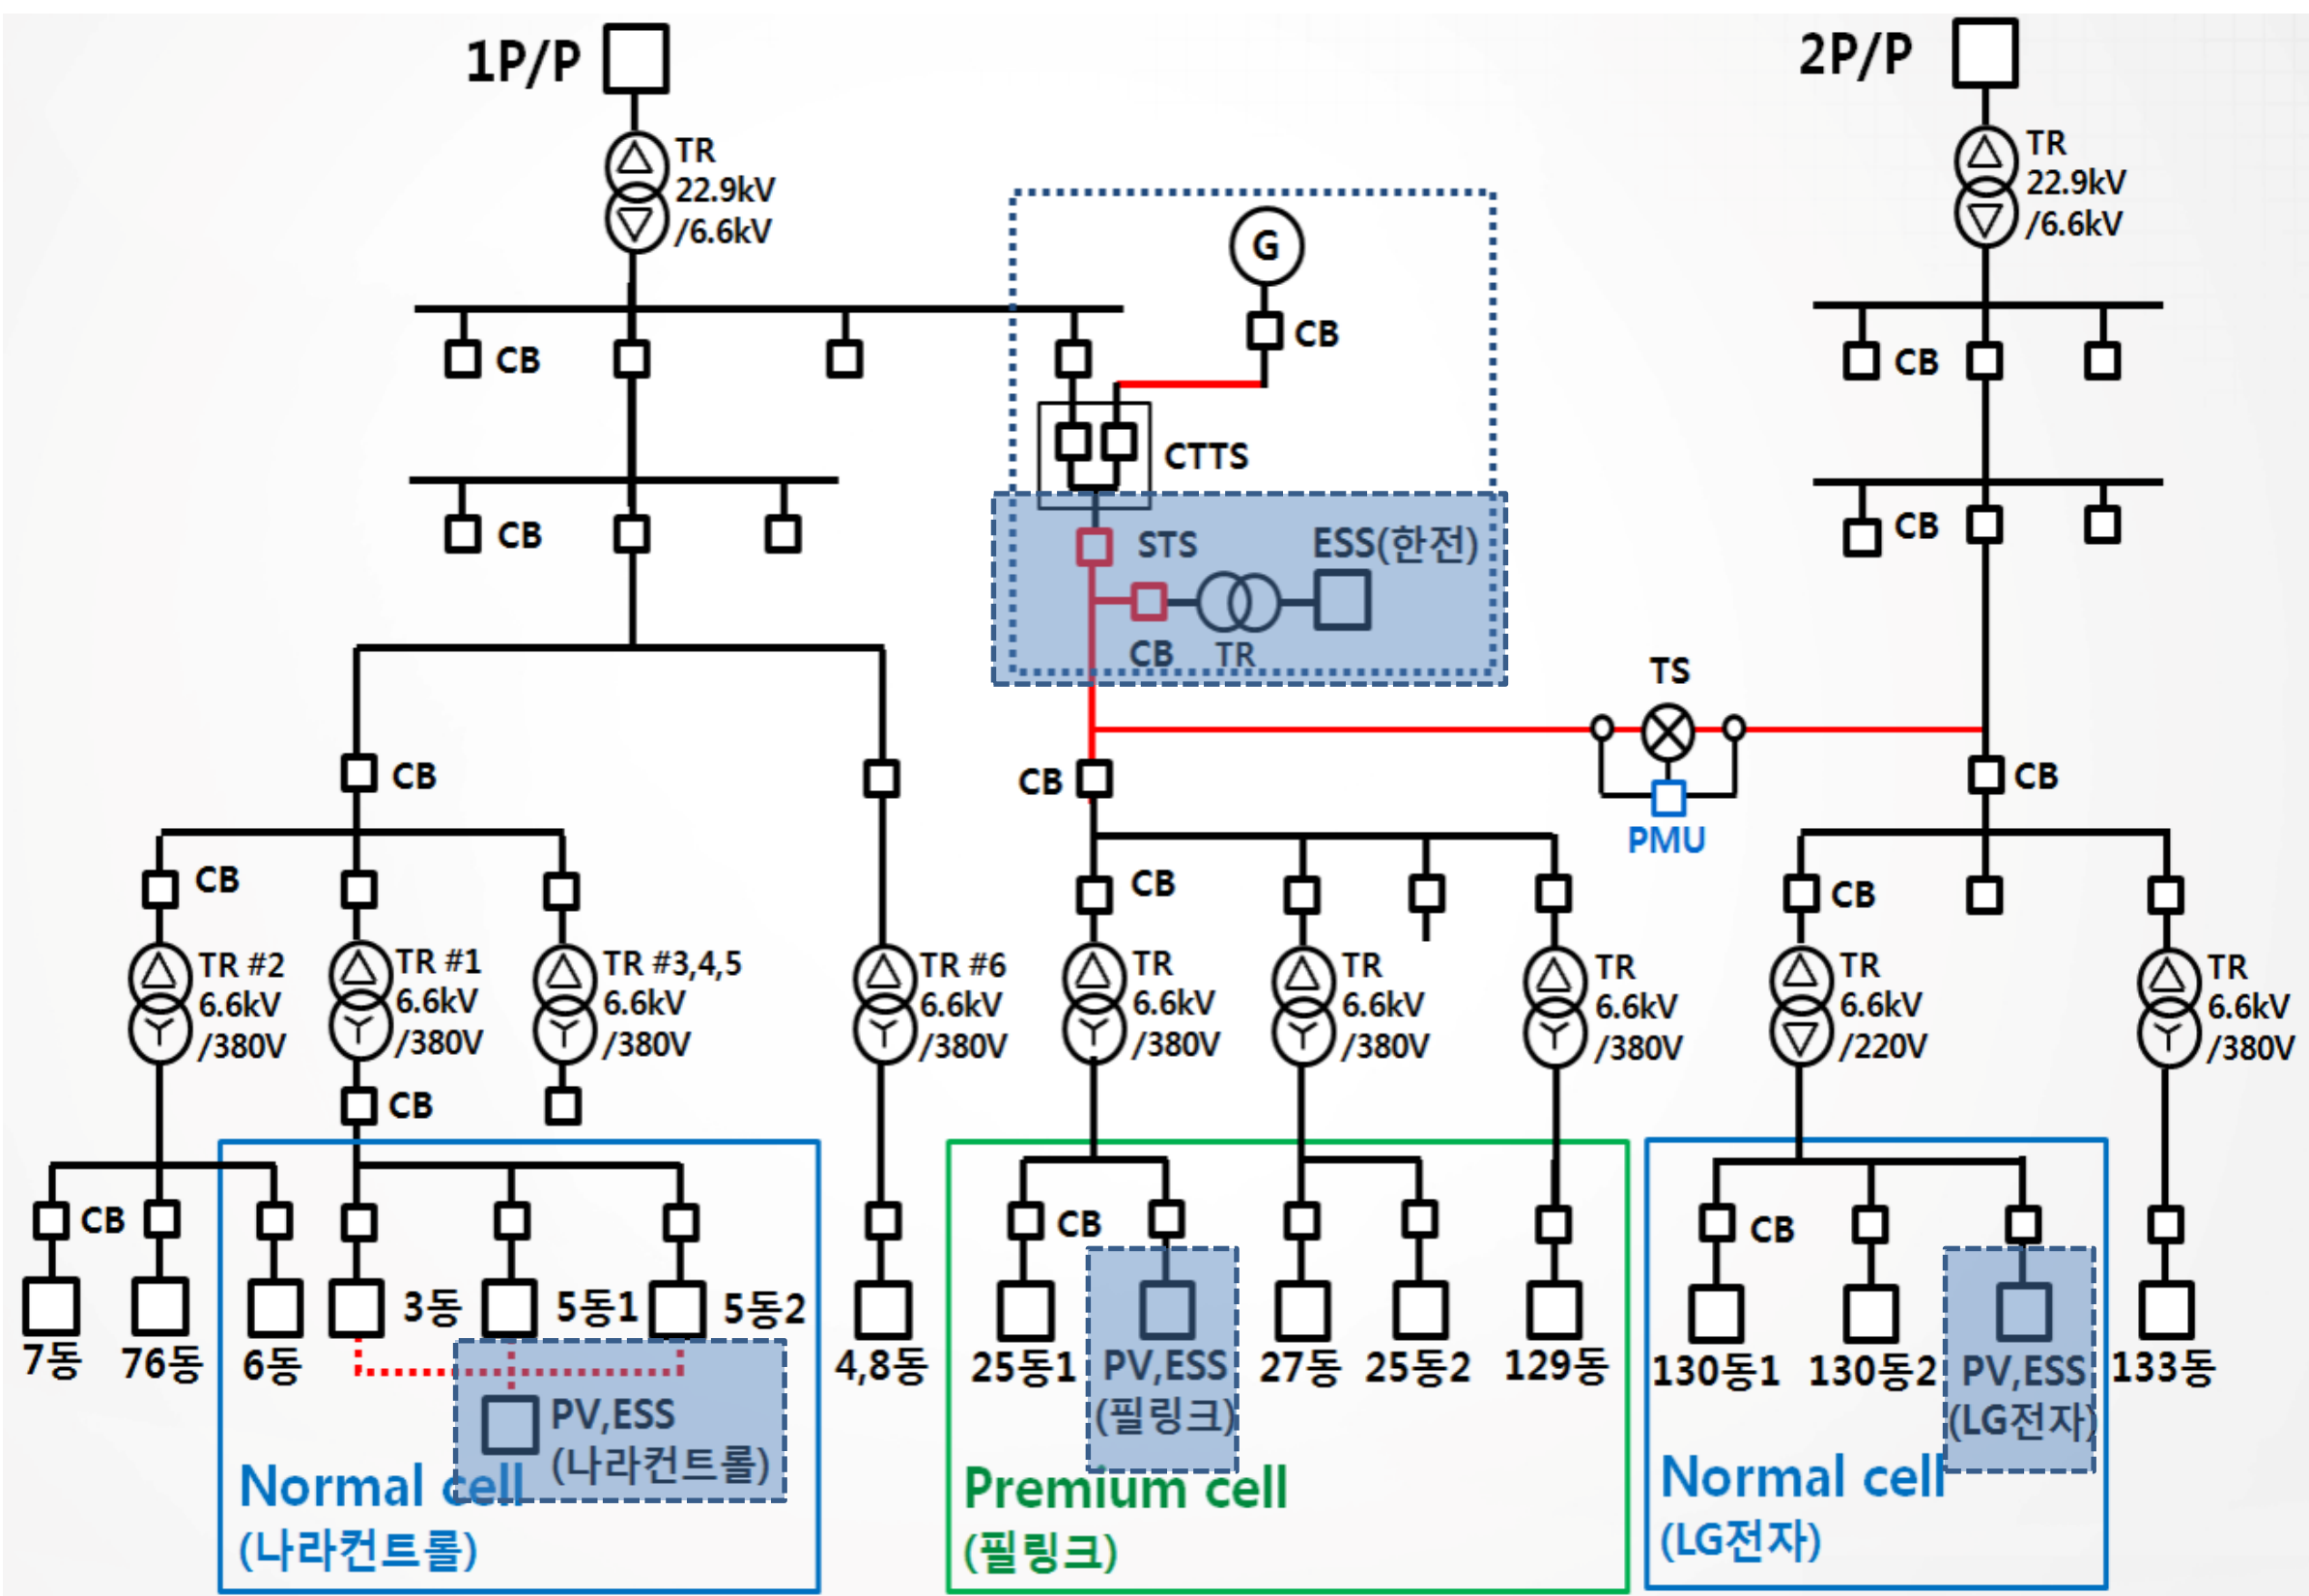 1P/P
2P/P
TR
22.9kV
/6.6kV
TR
22.9kV
/6.6kV
G
CB
CB
CB
CTTS
CB
CB
STS
ESS(한전)
CB
TR
TS
CB
CB
CB
PMU
CB
CB
CB
TR #2
6.6kV
/380V
TR #1
6.6kV
/380V
TR #3,4,5
6.6kV
/380V
TR #6
6.6kV
/380V
TR
6.6kV
/380V
TR
6.6kV
/380V
TR
6.6kV
/380V
TR
6.6kV
/220V
TR
6.6kV
/380V
CB
CB
CB
CB
7동
76동
6동
3동
5동1
5동2
4,8동
25동1
PV,ESS
(필링크)
27동
25동2
129동
130동1
130동2
PV,ESS
(LG전자)
133동
PV,ESS
(나라컨트롤)
Normal cell
(나라컨트롤)
Premium cell
(필링크)
Normal cell
(LG전자)